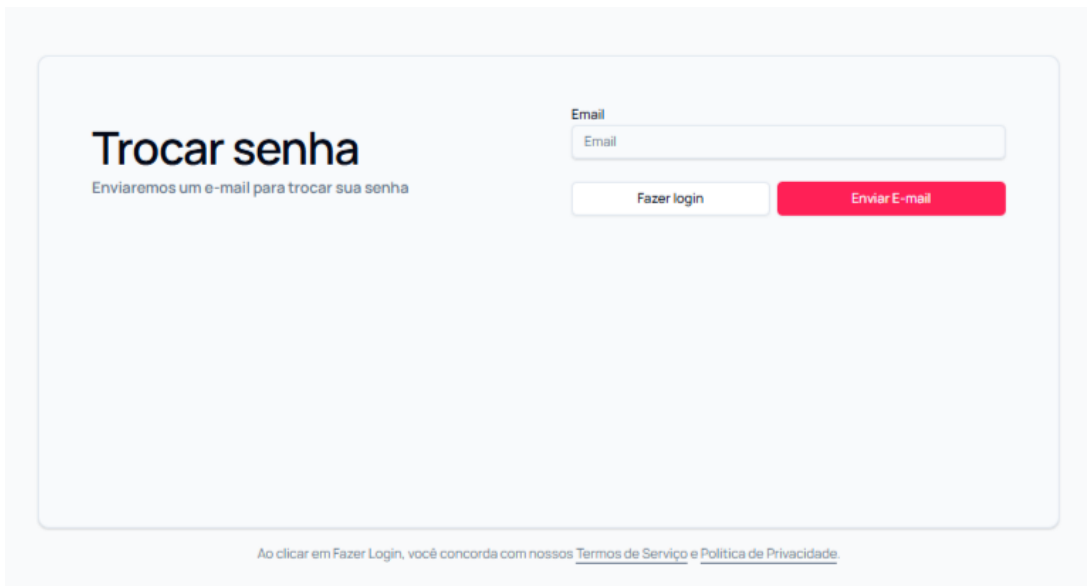 Trocar senha
Enviaremos um e-mail para trocar sua senha
Email
Email
Fazer login
Enviar E-mail
Ao clicar em Fazer Login, você concorda com nossos Termos de Serviço e Política de Privacidade.